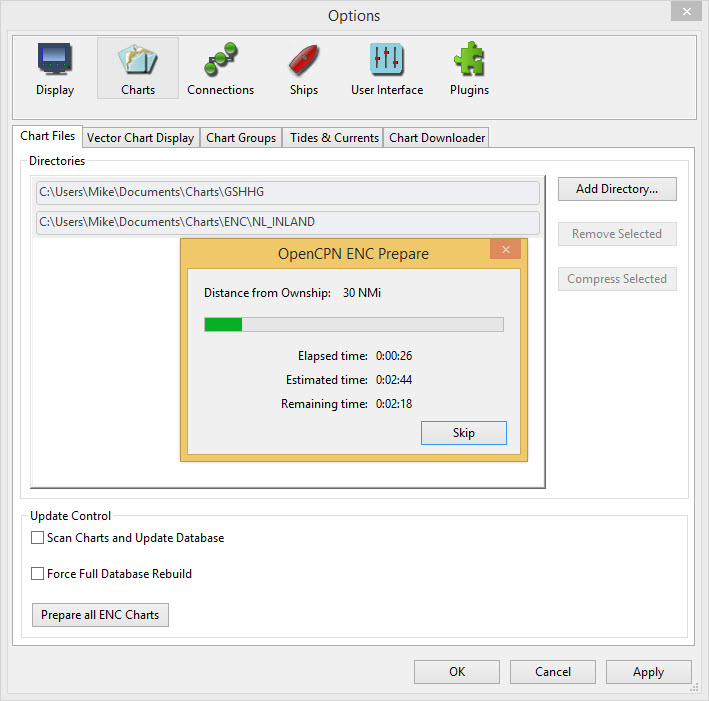 Options
Display
Charts
Connections
Ships
User Interface
Plugins
Chart Files
Vector Chart Display
Chart Groups
Tides & Currents
Chart Downloader
Directories
C:\Users\Mike\Documents\Charts\GSHHG
C:\Users\Mike\Documents\Charts\ENC\NL_INLAND
Add Directory...
Remove Selected
Compress Selected
OpenCPN ENC Prepare
Distance from Ownship: 30 NMi
Elapsed time: 0:00:26
Estimated time: 0:02:44
Remaining time: 0:02:18
Skip
Update Control
Scan Charts and Update Database
Force Full Database Rebuild
Prepare all ENC Charts
OK
Cancel
Apply